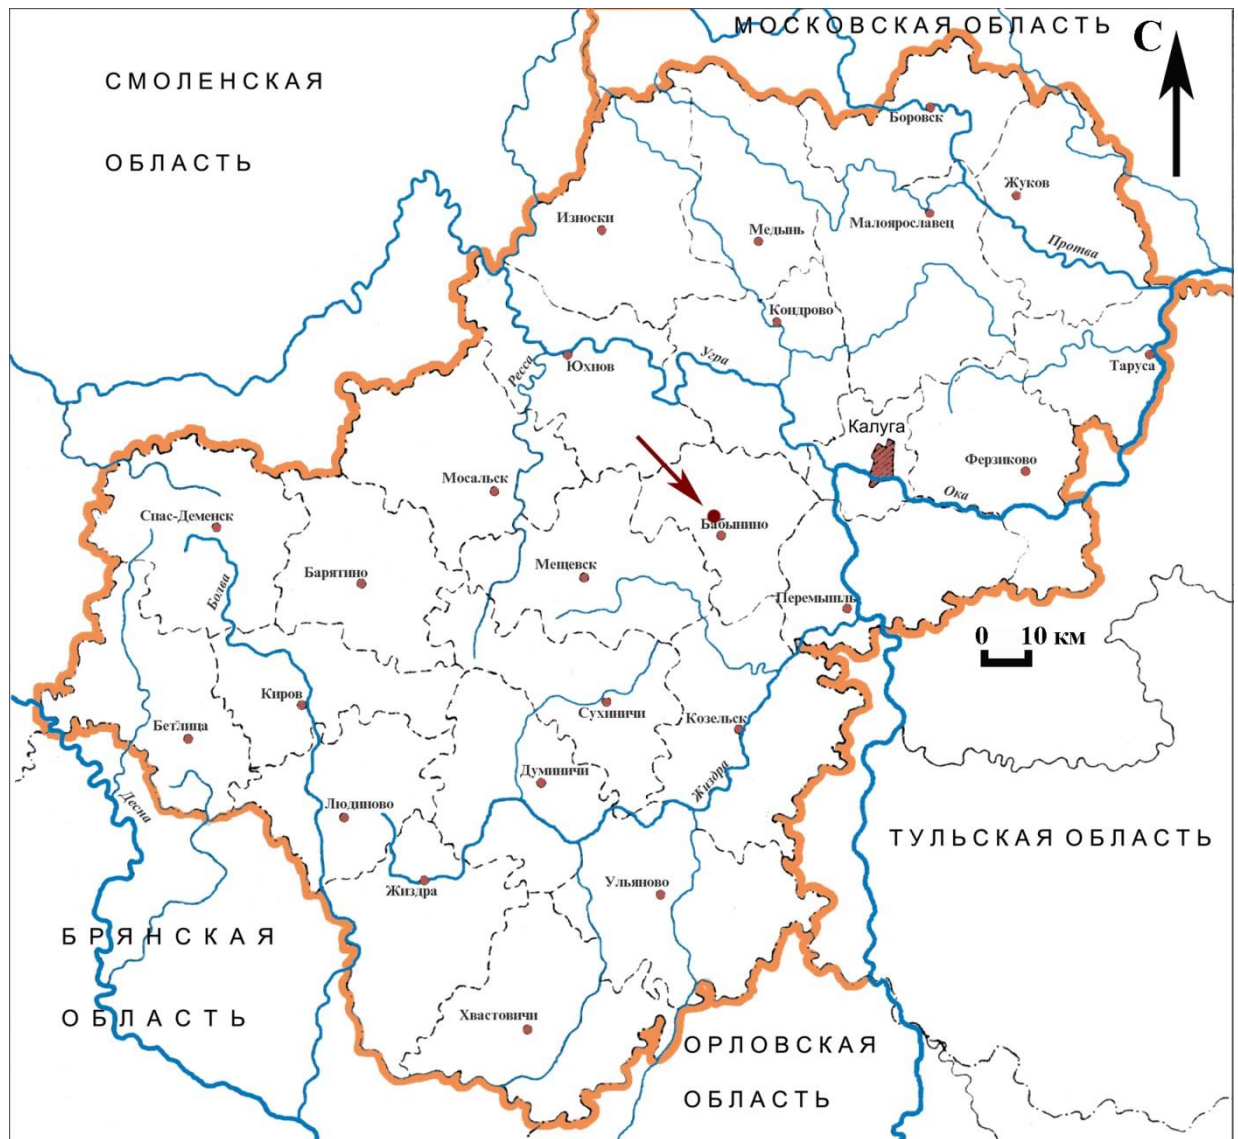 МОСКОВСКАЯ ОБЛАСТЬ
С
СМОЛЕНСКАЯ
ОБЛАСТЬ
Боровск
Жуков
Износки
Медынь
Малоярославец
Протва
Кондрово
Ресса
Юхнов
Угра
Таруса
Калуга
Ферзиково
Мосальск
Ока
Спас-Деменск
Бабынино
Барятино
Болва
Мещевск
Перемышль
0 10 км
Киров
Сухиничи
Козельск
Бетлица
Думиничи
Жиздра
Десна
Людиново
ТУЛЬСКАЯ ОБЛАСТЬ
Жиздра
Ульяново
БРЯНСКАЯ
ОБЛАСТЬ
Хвастовичи
ОРЛОВСКАЯ
ОБЛАСТЬ